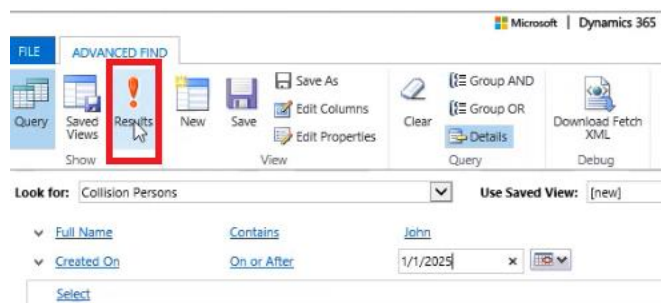 Microsoft | Dynamics 365
FILE ADVANCED FIND
Query Saved Views Results New Save Save As Edit Columns Edit Properties Clear Group AND Group OR Details Download Fetch XML
Show View Query Debug
Look for: Collision Persons Use Saved View: [new]
Full Name Contains John
Created On On or After 1/1/2025
Select